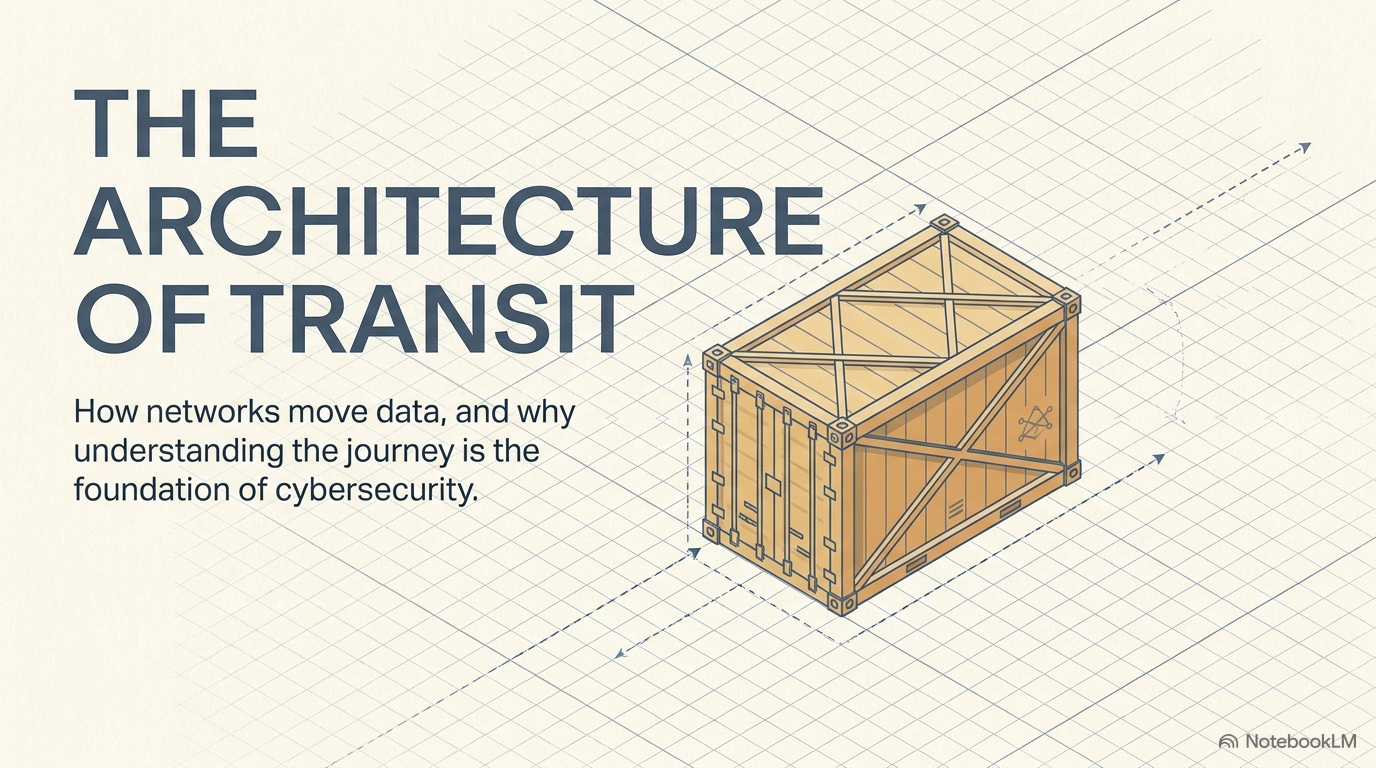 THE
ARCHITECTURE
OF TRANSIT
How networks move data, and why
understanding the journey is the
foundation of cybersecurity.
NotebookLM